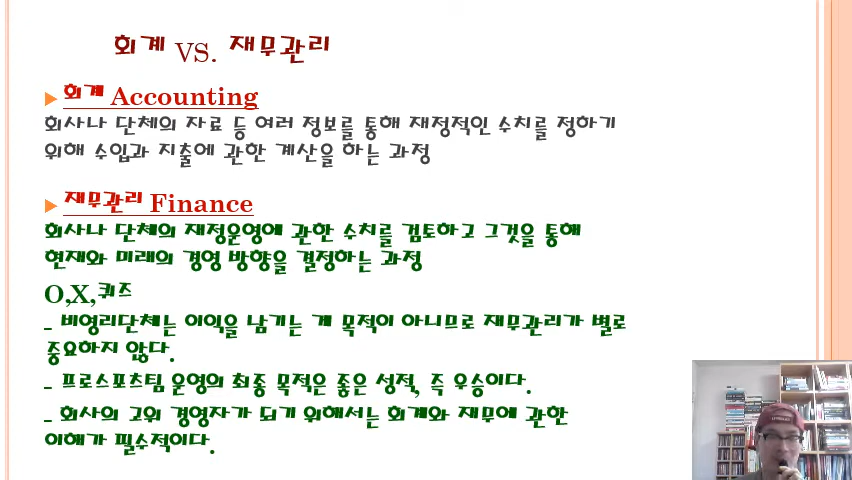 회계 VS. 재무관리
회계 Accounting
회사나 단체의 자료 등 여러 정보를 통해 재정적인 수치를 정하기
위해 수입과 지출에 관한 계산을 하는 과정
재무관리 Finance
회사나 단체의 재정운영에 관한 수치를 검토하고 그것을 통해
현재와 미래의 경영 방향을 결정하는 과정
O,X,퀴즈
- 비영리단체는 이익을 남기는 게 목적이 아니므로 재무관리가 별로
중요하지 않다.
- 프로스포츠팀 운영의 최종 목적은 좋은 성적, 즉 우승이다.
- 회사의 고위 경영자가 되기 위해서는 회계와 재무에 관한
이해가 필수적이다.